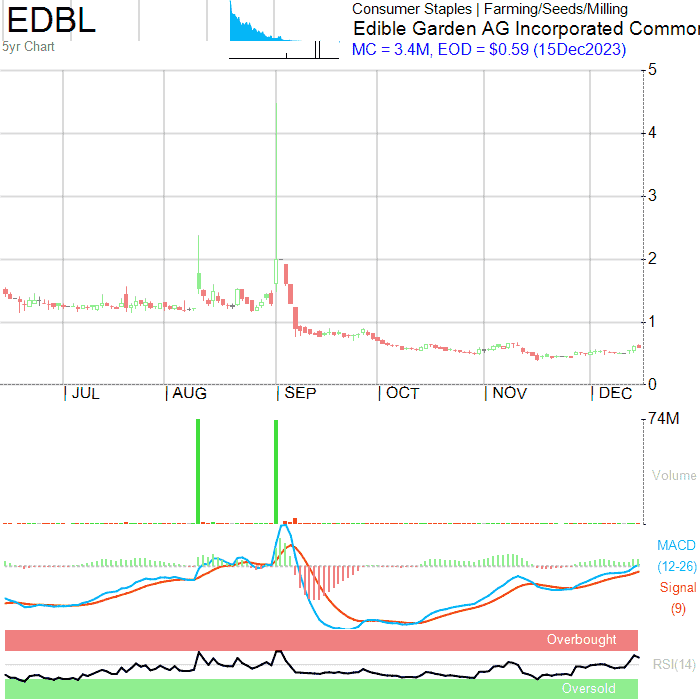 EDBL
5yr Chart
Consumer Staples | Farming/Seeds/Milling
Edible Garden AG Incorporated Common
MC = 3.4M, EOD = $0.59 (15Dec2023)
5
4
3
2
1
0
JUL AUG SEP OCT NOV DEC
74M
Volume
MACD
(12-26)
Signal
(9)
Overbought
RSI(14)
Oversold